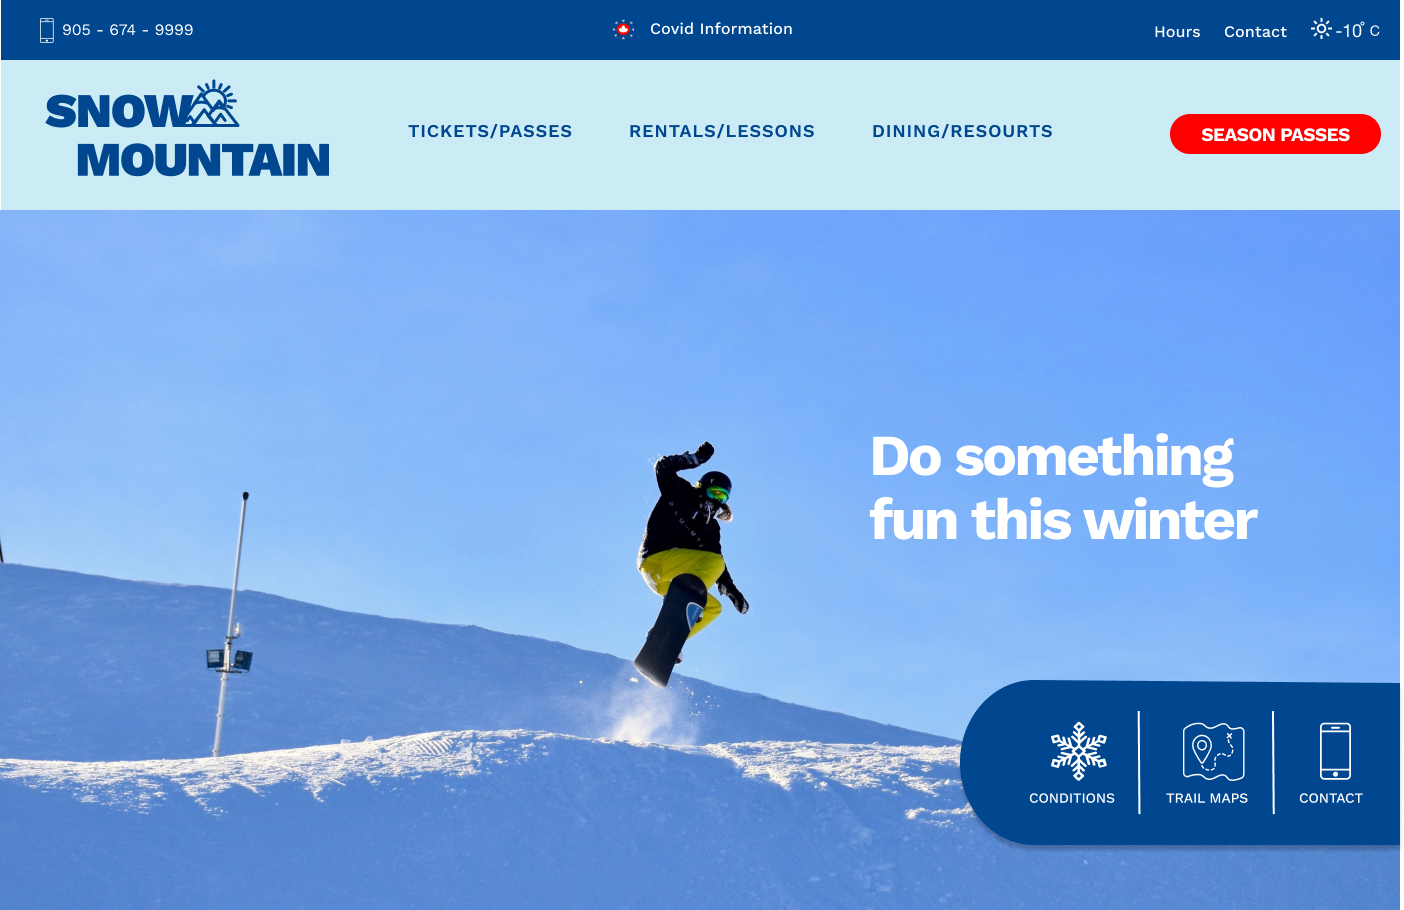 905 - 674 - 9999
Covid Information
Hours
Contact
-10° C
SNOW
MOUNTAIN
TICKETS/PASSES
RENTALS/LESSONS
DINING/RESOURTS
SEASON PASSES
Do something
fun this winter
CONDITIONS
TRAIL MAPS
CONTACT